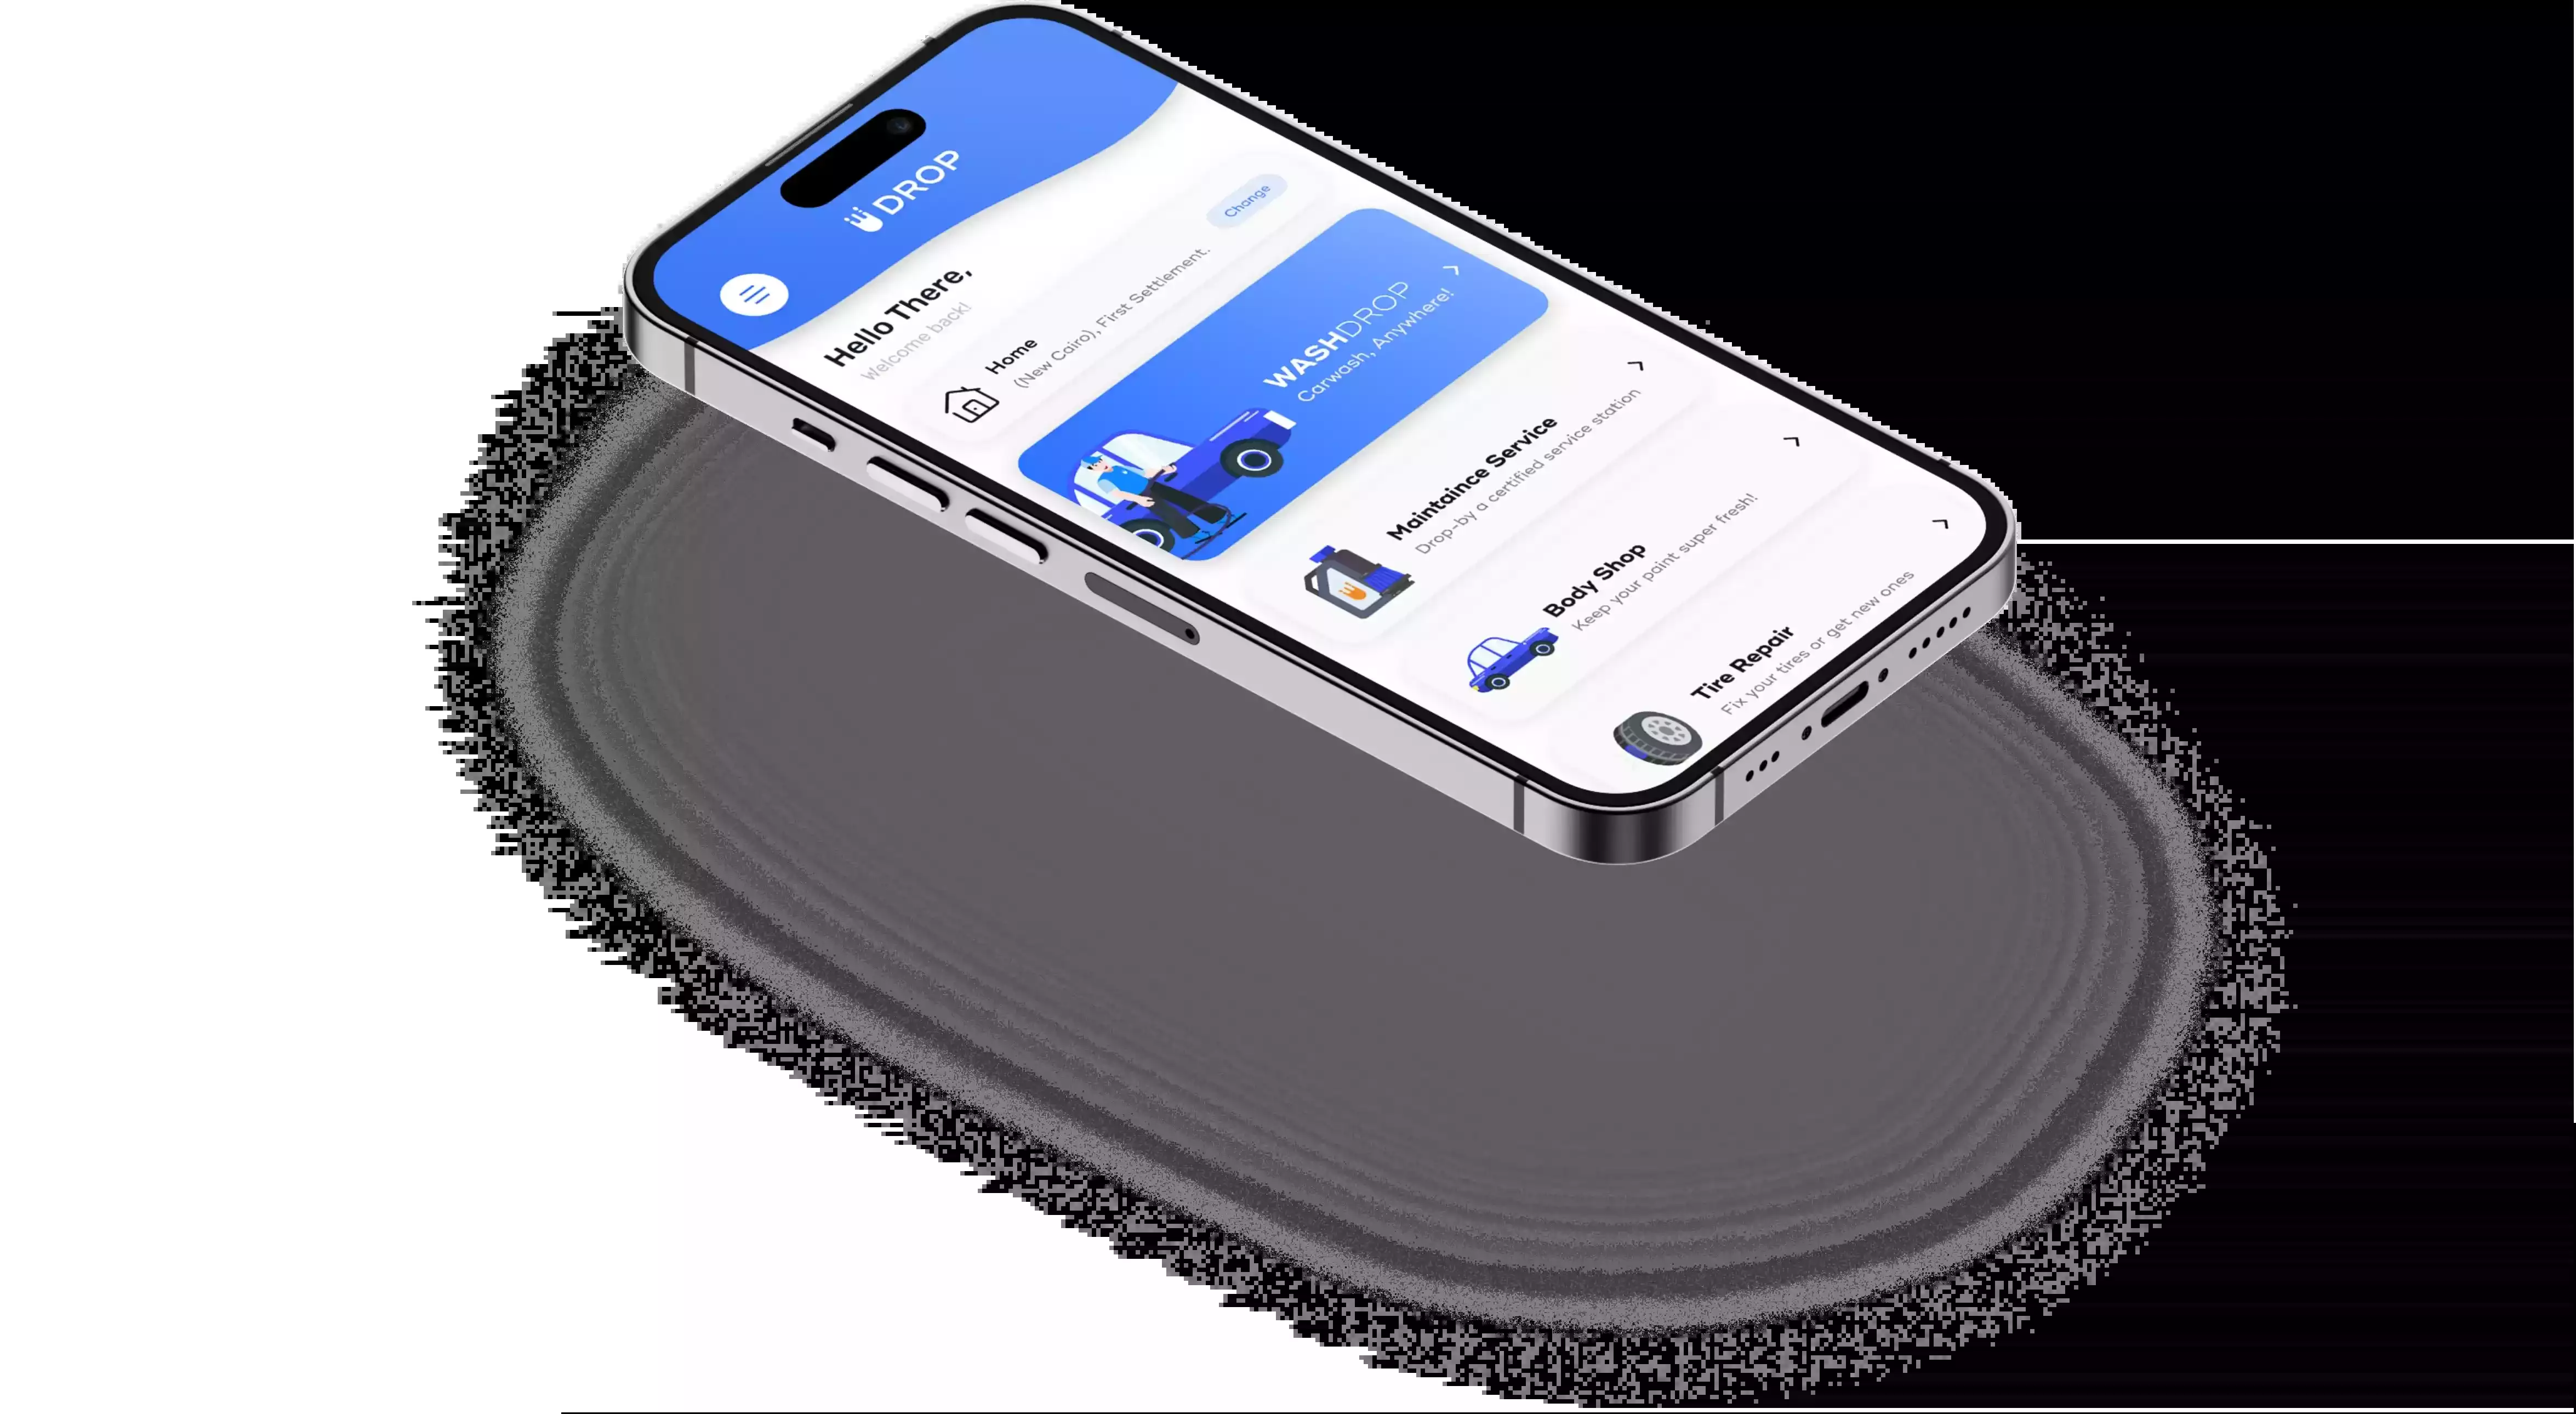 DROP
Hello There,
Welcome back!
Home
(New Cairo), First Settlement.
Change
WASHDROP
Carwash, Anywhere!
Maintaince Service
Drop-by a certified service station
Body Shop
Keep your paint super fresh!
Tire Repair
Fix your tires or get new ones